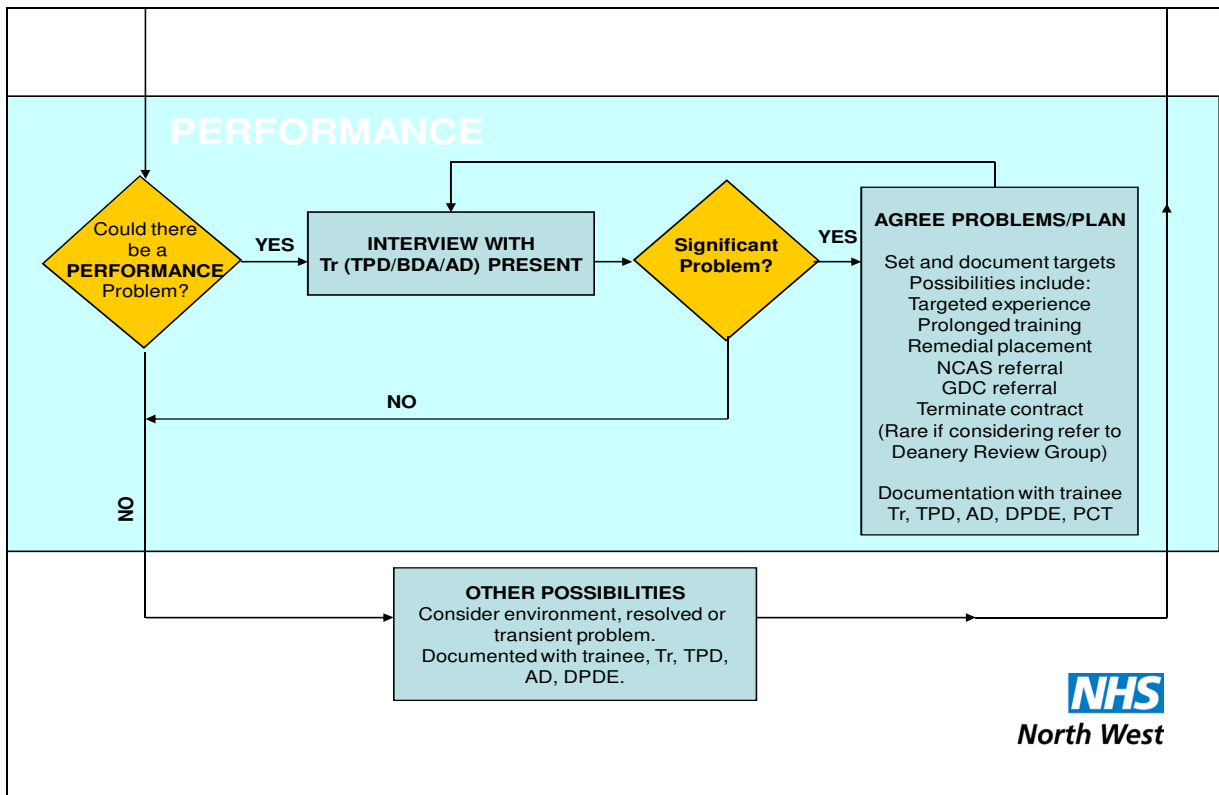 PERFORMANCE
Could there
be a
PERFORMANCE
Problem?
YES
INTERVIEW WITH
Tr (TPD/BDA/AD) PRESENT
Significant
Problem?
YES
AGREE PROBLEMS/PLAN
Set and document targets
Possibilities include:
Targeted experience
Prolonged training
Remedial placement
NCAS referral
GDC referral
Terminate contract
(Rare if considering refer to
Deanery Review Group)
Documentation with trainee
Tr, TPD, AD, DPDE, PCT
NO
NO
OTHER POSSIBILITIES
Consider environment, resolved or
transient problem.
Documented with trainee, Tr, TPD,
AD, DPDE.
NHS
North West